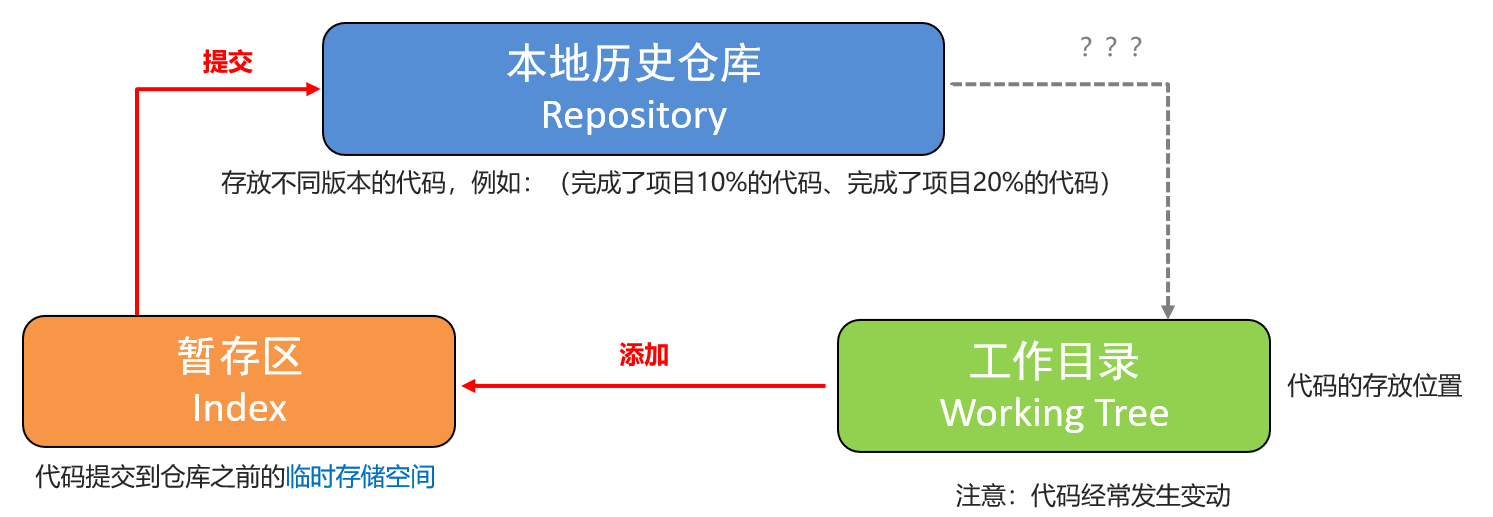 提交
本地历史仓库
Repository
？？？
存放不同版本的代码，例如：（完成了项目10%的代码、完成了项目20%的代码）
暂存区
Index
添加
工作目录
Working Tree
代码的存放位置
代码提交到仓库之前的临时存储空间
注意：代码经常发生变动